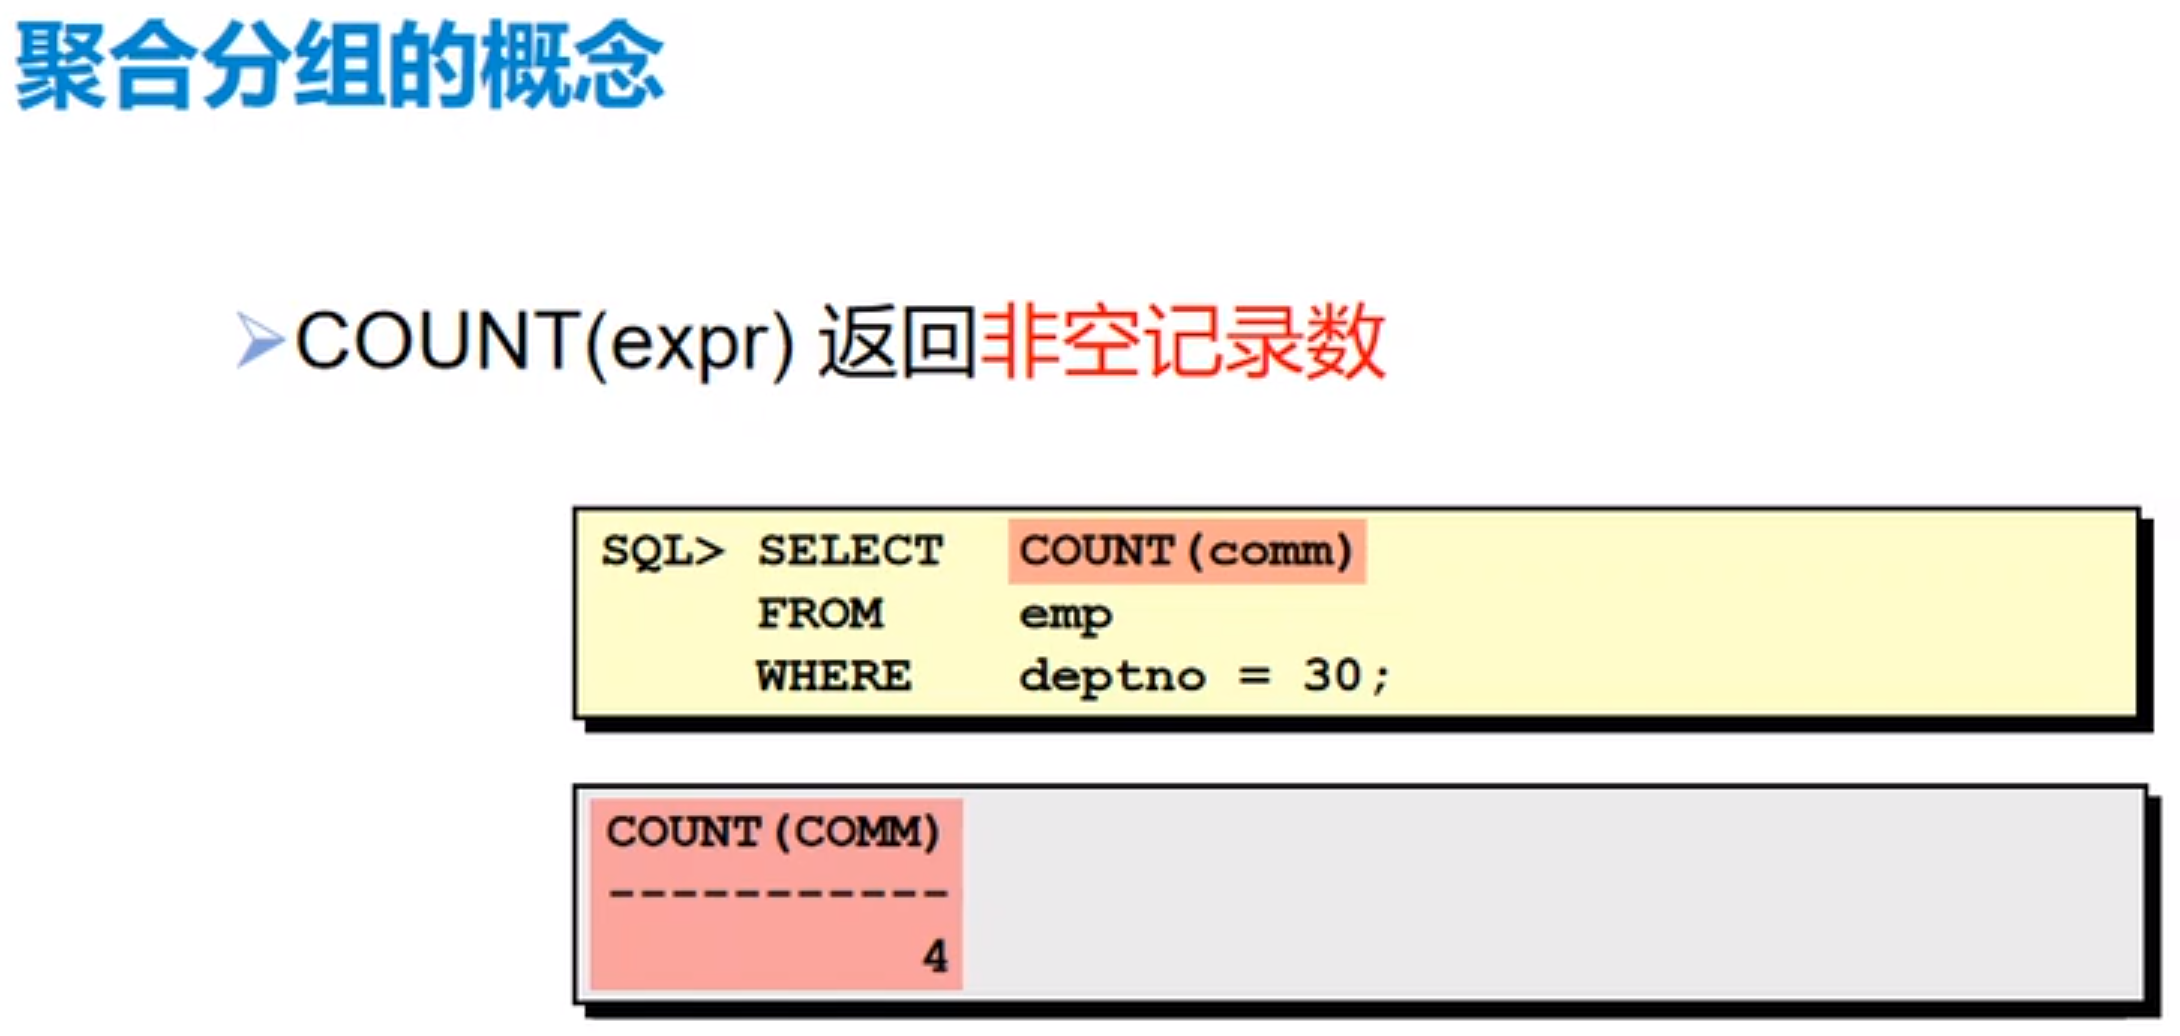 聚合分组的概念
COUNT(expr) 返回非空记录数
SQL> SELECT COUNT(comm)
FROM emp
WHERE deptno = 30;
COUNT(COMM)
-----------
4